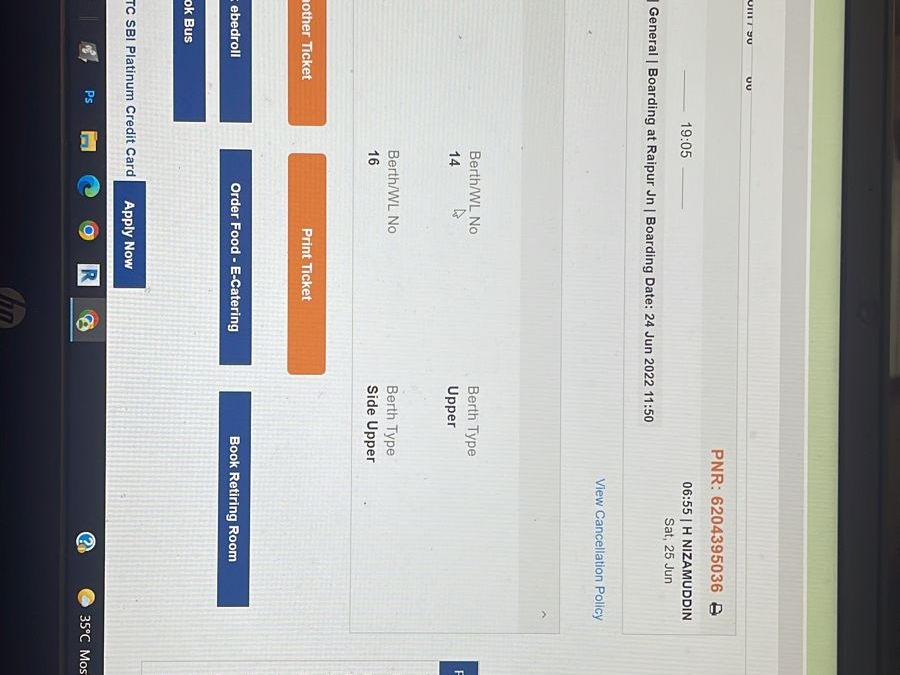 PNR: 6204395036
19:05
06:55 | H NIZAMUDDIN
Sat, 25 Jun
| General | Boarding at Raipur Jn | Boarding Date: 24 Jun 2022 11:50
View Cancellation Policy
Berth/WL No Berth Type
14 Upper
Berth/WL No Berth Type
16 Side Upper
nother Ticket Print Ticket
ebedroll Order Food - E-Catering Book Retiring Room
ok Bus
TC SBI Platinum Credit Card Apply Now
Ps
35°C Mos
hp